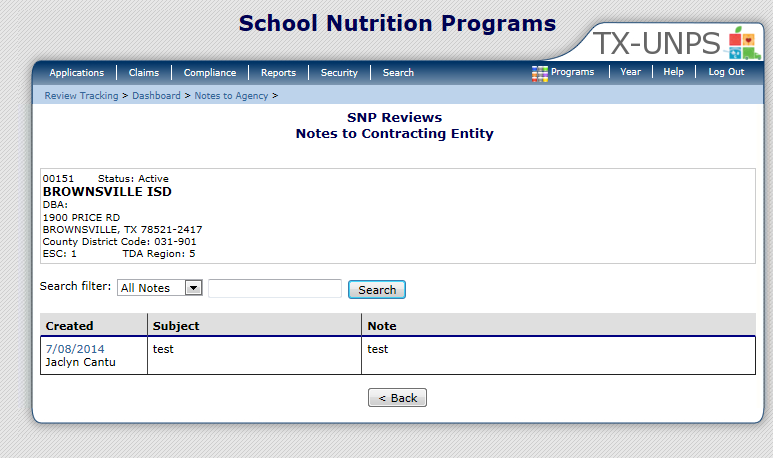 School Nutrition Programs
TX-UNPS
Applications Claims Compliance Reports Security Search Programs Year Help Log Out
Review Tracking > Dashboard > Notes to Agency >
SNP Reviews
Notes to Contracting Entity
00151 Status: Active
BROWNSVILLE ISD
DBA:
1900 PRICE RD
BROWNSVILLE, TX 78521-2417
County District Code: 031-901
ESC: 1 TDA Region: 5
Search filter: All Notes Search
Created Subject Note
7/08/2014 test test
Jaclyn Cantu
< Back